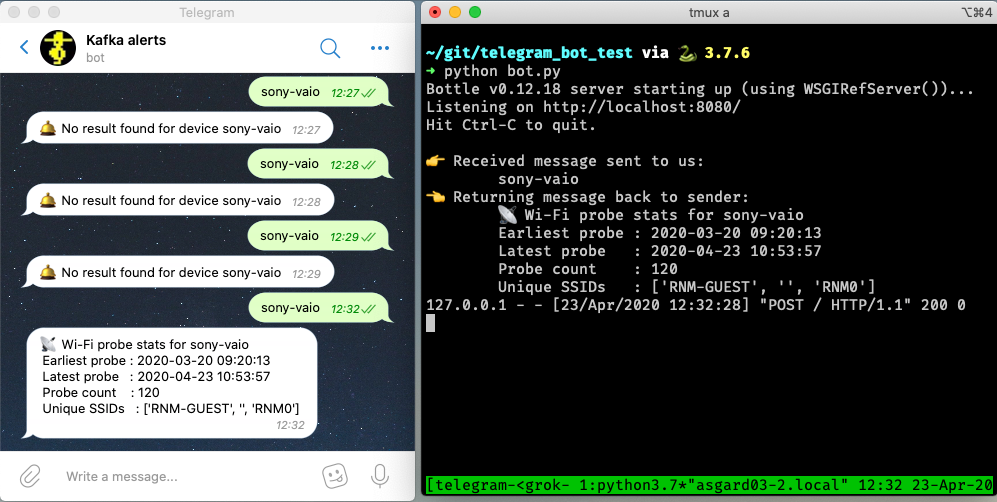 Telegram
Kafka alerts
bot
sony-vaio 12:27
No result found for device sony-vaio 12:27
sony-vaio 12:28
No result found for device sony-vaio 12:28
sony-vaio 12:29
No result found for device sony-vaio 12:29
sony-vaio 12:32
Wi-Fi probe stats for sony-vaio
Earliest probe : 2020-03-20 09:20:13
Latest probe : 2020-04-23 10:53:57
Probe count : 120
Unique SSIDs : ['RNM-GUEST', '', 'RNM0']
12:32
Write a message...
tmux a ⌥⌘4
~/git/telegram_bot_test via 🐍 3.7.6
➜ python bot.py
Bottle v0.12.18 server starting up (using WSGIRefServer())...
Listening on http://localhost:8080/
Hit Ctrl-C to quit.
👉 Received message sent to us:
sony-vaio
👈 Returning message back to sender:
📡 Wi-Fi probe stats for sony-vaio
Earliest probe : 2020-03-20 09:20:13
Latest probe : 2020-04-23 10:53:57
Probe count : 120
Unique SSIDs : ['RNM-GUEST', '', 'RNM0']
127.0.0.1 - - [23/Apr/2020 12:32:28] "POST / HTTP/1.1" 200 0
[telegram-<grok- 1:python3.7*"asgard03-2.local" 12:32 23-Apr-20